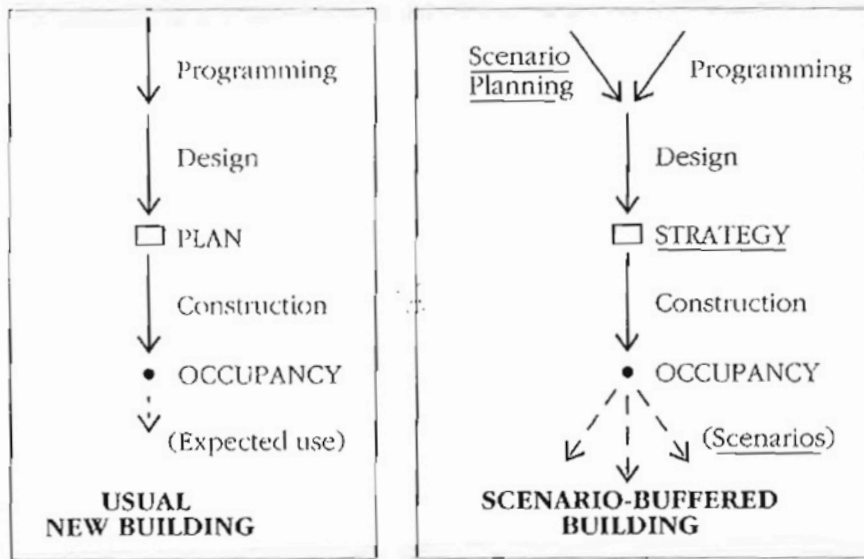 Programming
Design
PLAN
Construction
OCCUPANCY
(Expected use)
USUAL
NEW BUILDING
Scenario
Planning
Programming
Design
STRATEGY
Construction
OCCUPANCY
(Scenarios)
SCENARIO-BUFFERED
BUILDING